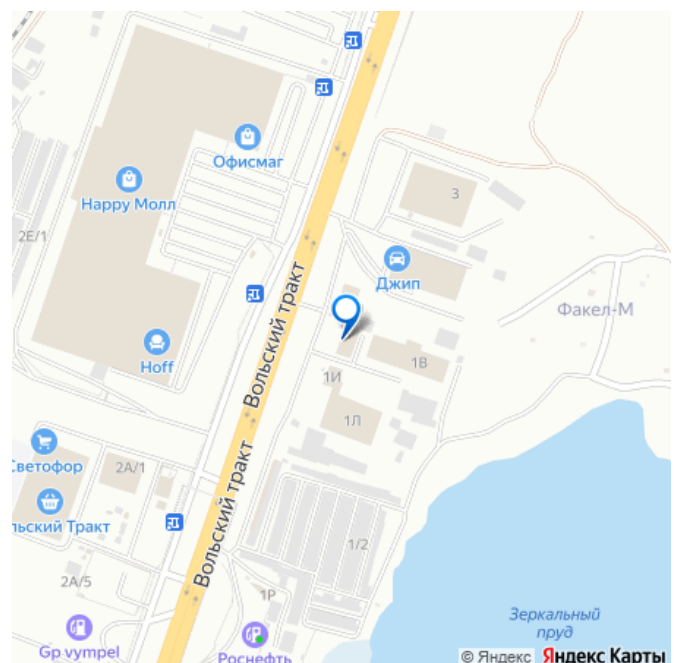 Офисмаг
Happy Молл
2Е/1
3
Джип
Факел-М
Вольский тракт
Hoff
1В
1И
1Л
Светофор
2А/1
льский Тракт
Вольский тракт
1/2
2А/5
1Р
Зеркальный
пруд
Gp vympel
Роснефть
© Яндекс Яндекс Карты